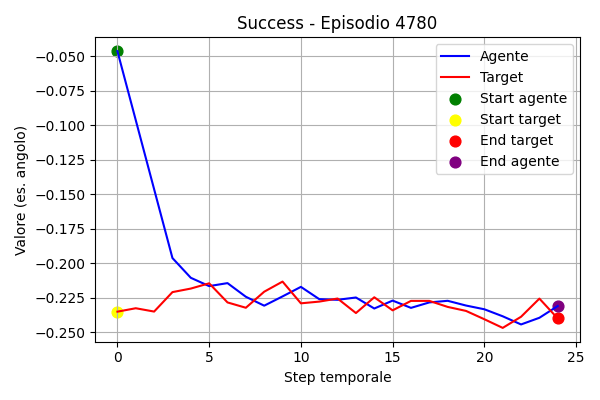 Success - Episodio 4780
Valore (es. angolo)
−0.050
−0.075
−0.100
−0.125
−0.150
−0.175
−0.200
−0.225
−0.250
Agente
Target
Start agente
Start target
End target
End agente
0 5 10 15 20 25
Step temporale